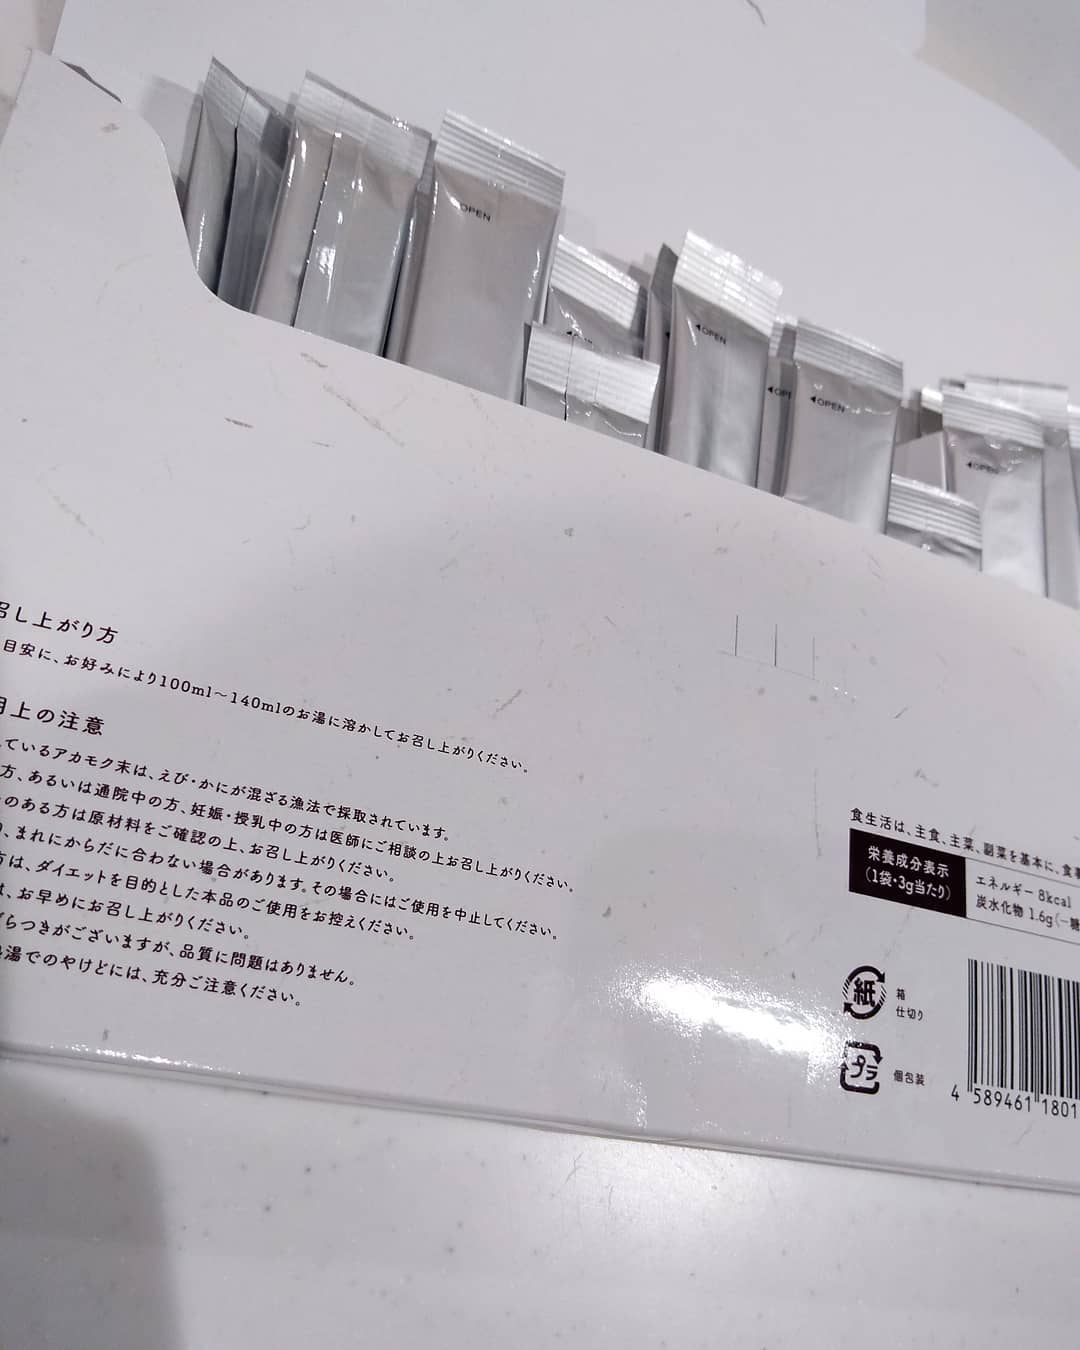 OPEN
OPEN
OPEN
OPEN
召し上がり方
目安に、お好みにより100ml～140mlのお湯に溶かしてお召し上がりください。
用上の注意
ているアカモク末は、えび・かにが混ざる漁法で採取されています。
方、あるいは通院中の方、妊娠・授乳中の方は医師にご相談の上お召し上がりください。
のある方は原材料をご確認の上、お召し上がりください。
、まれにからだに合わない場合があります。その場合にはご使用を中止してください。
方は、ダイエットを目的とした本品のご使用をお控えください。
、お早めにお召し上がりください。
らつきがございますが、品質に問題はありません。
湯でのやけどには、充分ご注意ください。
食生活は、主食、主菜、副菜を基本に、食事
栄養成分表示
(1袋・3g当たり)
エネルギー 8kcal
炭水化物 1.6g(－糖
紙
箱
仕切り
プラ
個包装
4 589461 1801